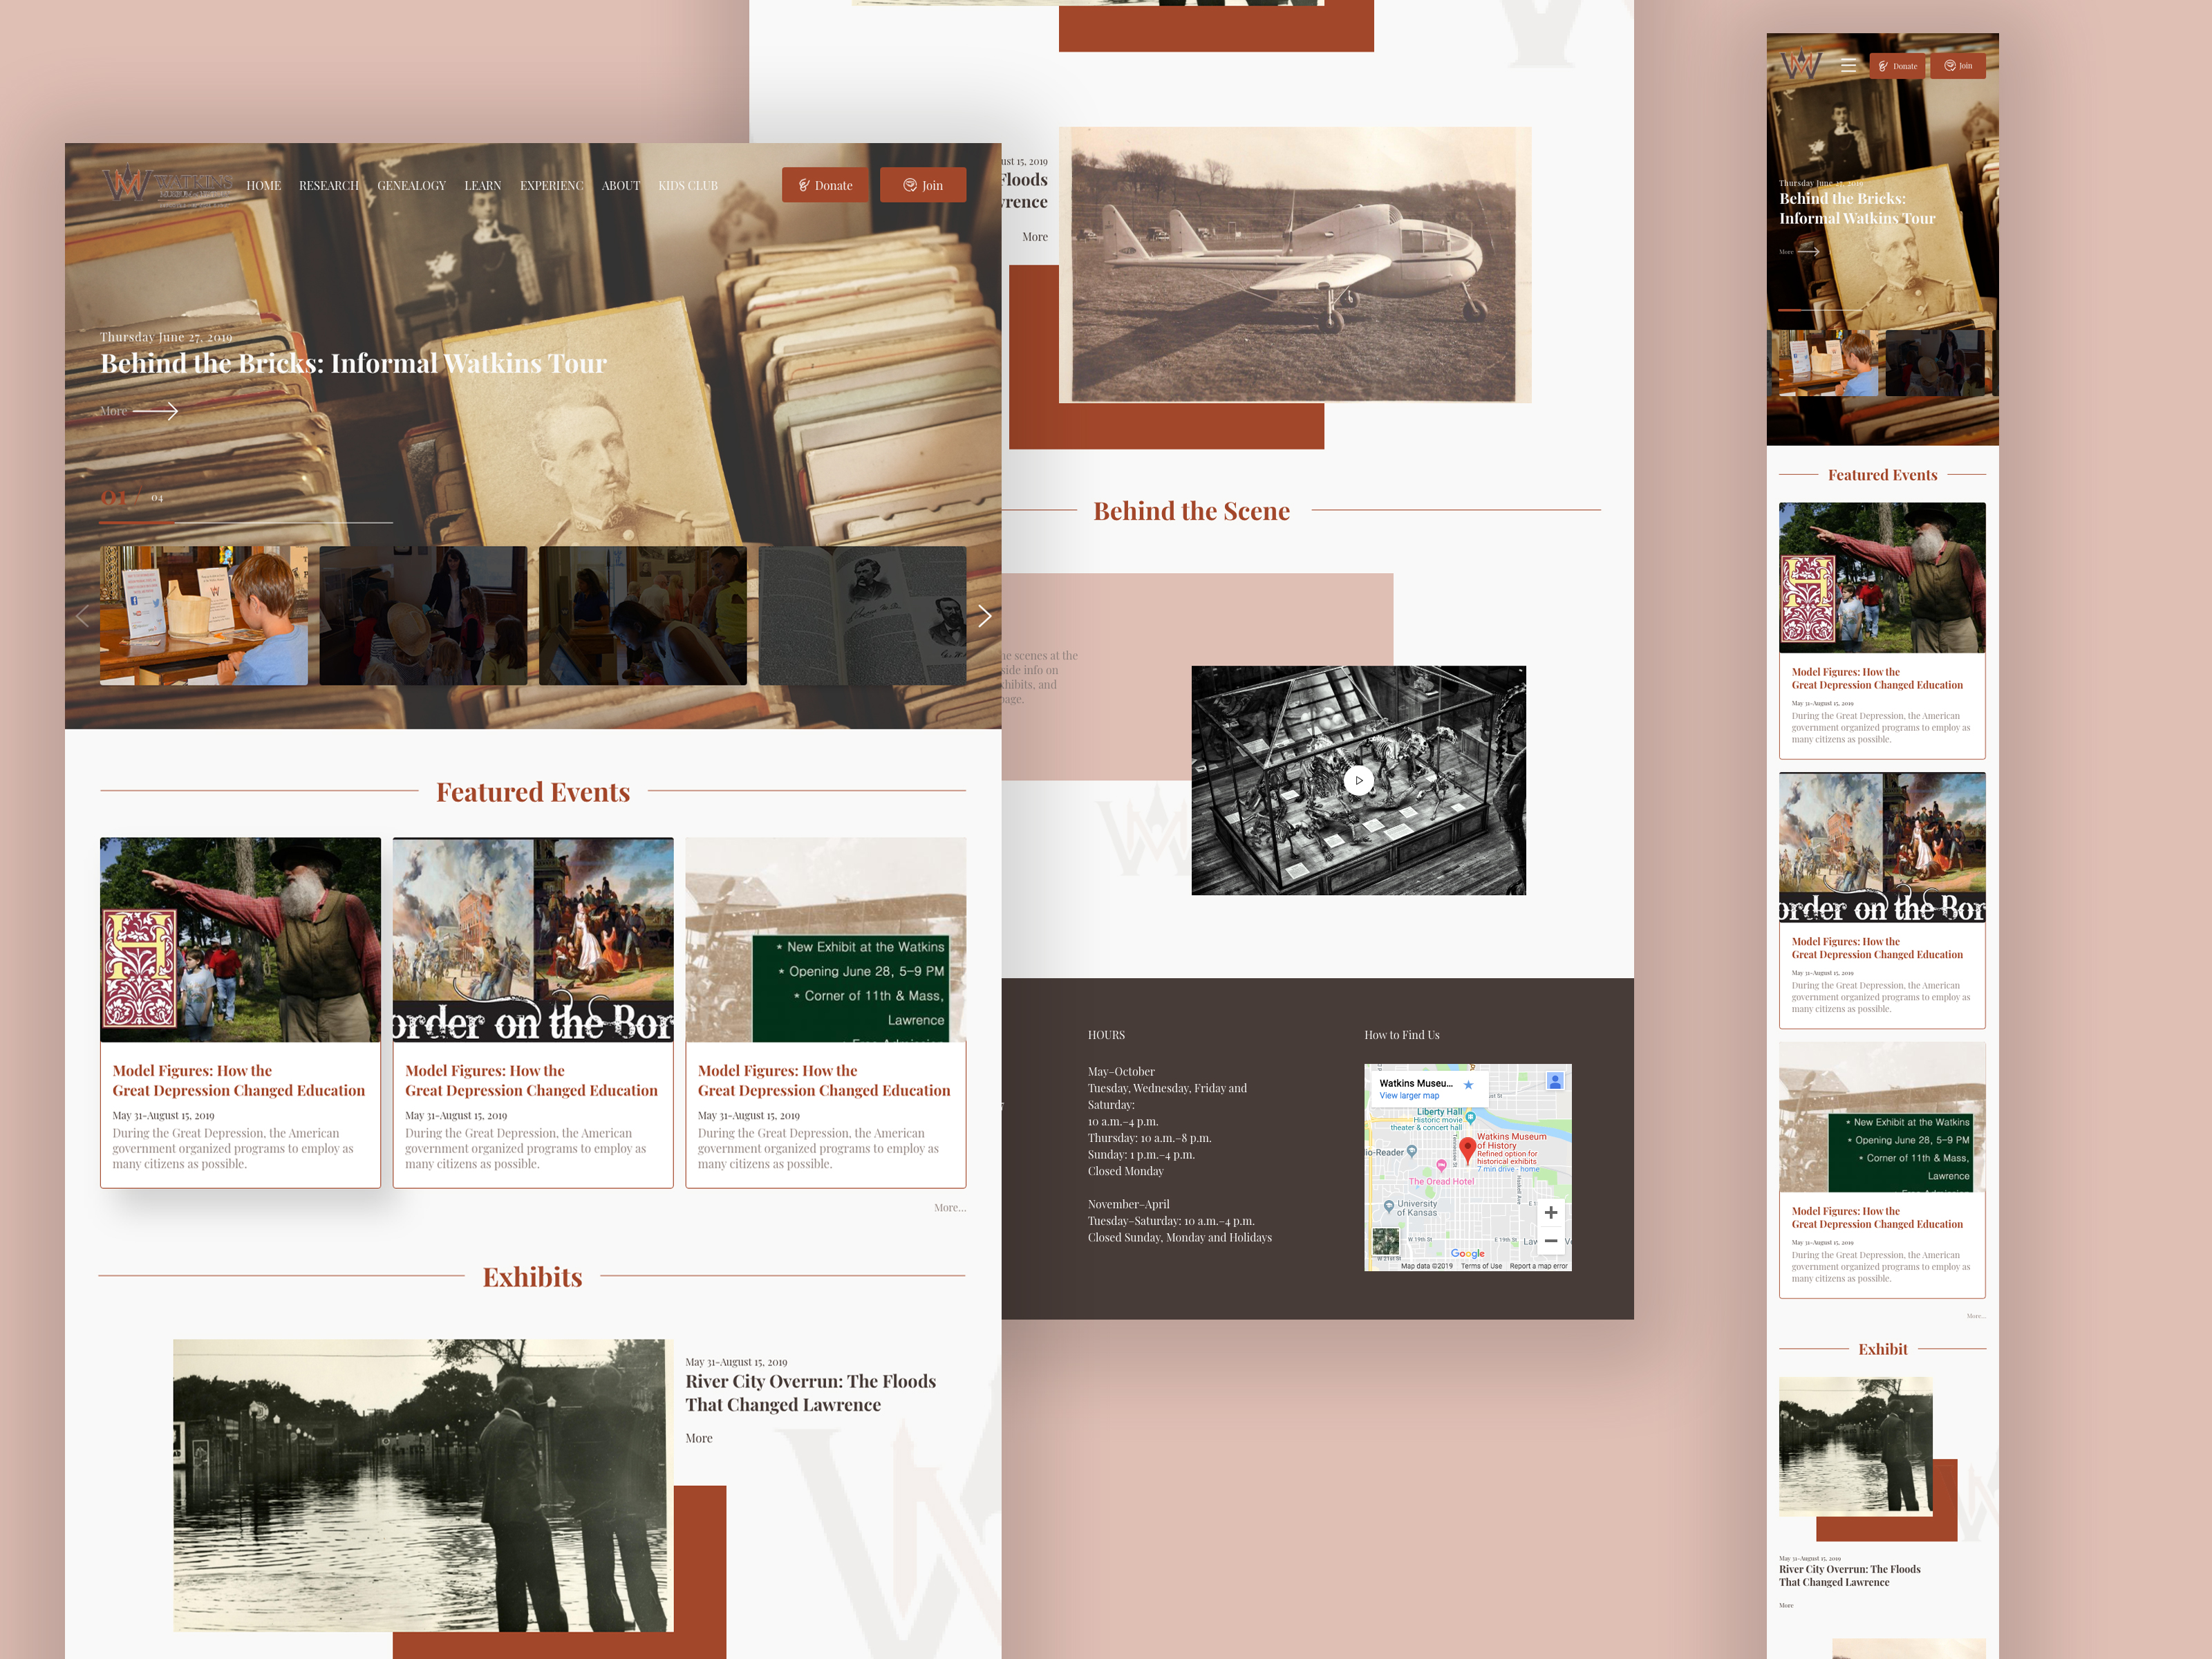 WATKINS
HOME
RESEARCH
GENEALOGY
LEARN
EXPERIENC
ABOUT
KIDS CLUB
Donate
Join
Thursday June 27, 2019
Behind the Bricks: Informal Watkins Tour
More
01 / 04
Featured Events
H
order on the Bor
* New Exhibit at the Watkins
* Opening June 28, 5–9 PM
* Corner of 11th & Mass,
Lawrence
Model Figures: How the
Great Depression Changed Education
May 31-August 15, 2019
During the Great Depression, the American
government organized programs to employ as
many citizens as possible.
Model Figures: How the
Great Depression Changed Education
May 31-August 15, 2019
During the Great Depression, the American
government organized programs to employ as
many citizens as possible.
Model Figures: How the
Great Depression Changed Education
May 31-August 15, 2019
During the Great Depression, the American
government organized programs to employ as
many citizens as possible.
More...
Exhibits
May 31-August 15, 2019
River City Overrun: The Floods
That Changed Lawrence
More
ust 15, 2019
Floods
rence
More
Behind the Scene
he scenes at the
side info on
xhibits, and
page.
HOURS
May–October
Tuesday, Wednesday, Friday and
Saturday:
10 a.m.–4 p.m.
Thursday: 10 a.m.–8 p.m.
Sunday: 1 p.m.–4 p.m.
Closed Monday
November–April
Tuesday–Saturday: 10 a.m.–4 p.m.
Closed Sunday, Monday and Holidays
How to Find Us
Watkins Museu...
View larger map
Liberty Hall
Historic movie
theater & concert hall
Watkins Museum
of History
Refined option for
historical exhibits
7 min drive - home
io-Reader
The Oread Hotel
University
of Kansas
Tennessee St
Haskell Ave
W 19th St
E 19th St
W 21st St
Google
Map data ©2019
Terms of Use
Report a map error
Donate
Join
Thursday June 27, 2019
Behind the Bricks:
Informal Watkins Tour
More
Featured Events
H
Model Figures: How the
Great Depression Changed Education
May 31-August 15, 2019
During the Great Depression, the American
government organized programs to employ as
many citizens as possible.
order on the Bor
Model Figures: How the
Great Depression Changed Education
May 31-August 15, 2019
During the Great Depression, the American
government organized programs to employ as
many citizens as possible.
* New Exhibit at the Watkins
* Opening June 28, 5–9 PM
* Corner of 11th & Mass,
Lawrence
Model Figures: How the
Great Depression Changed Education
May 31-August 15, 2019
During the Great Depression, the American
government organized programs to employ as
many citizens as possible.
More...
Exhibit
May 31-August 15, 2019
River City Overrun: The Floods
That Changed Lawrence
More